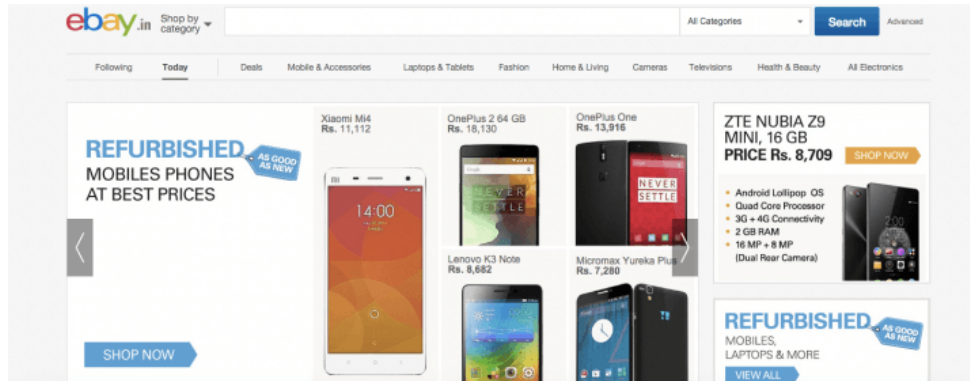 ebay.in
Shop by
category
All Categories
Search
Advanced
Following
Today
Deals
Mobile & Accessories
Laptops & Tablets
Fashion
Home & Living
Cameras
Televisions
Health & Beauty
All Electronics
REFURBISHED
AS GOOD
AS NEW
MOBILES PHONES
AT BEST PRICES
SHOP NOW
Xiaomi Mi4
Rs. 11,112
14:00
OnePlus 2 64 GB
Rs. 18,130
NEVER
SETTLE
OnePlus One
Rs. 13,916
NEVER
SETTLE
Lenovo K3 Note
Rs. 8,682
Micromax Yureka Plus
Rs. 7,280
ZTE NUBIA Z9
MINI, 16 GB
PRICE Rs. 8,709
SHOP NOW
Android Lollipop OS
Quad Core Processor
3G + 4G Connectivity
2 GB RAM
16 MP + 8 MP
(Dual Rear Camera)
2:00
REFURBISHED
AS GOOD
AS NEW
MOBILES,
LAPTOPS & MORE
VIEW ALL